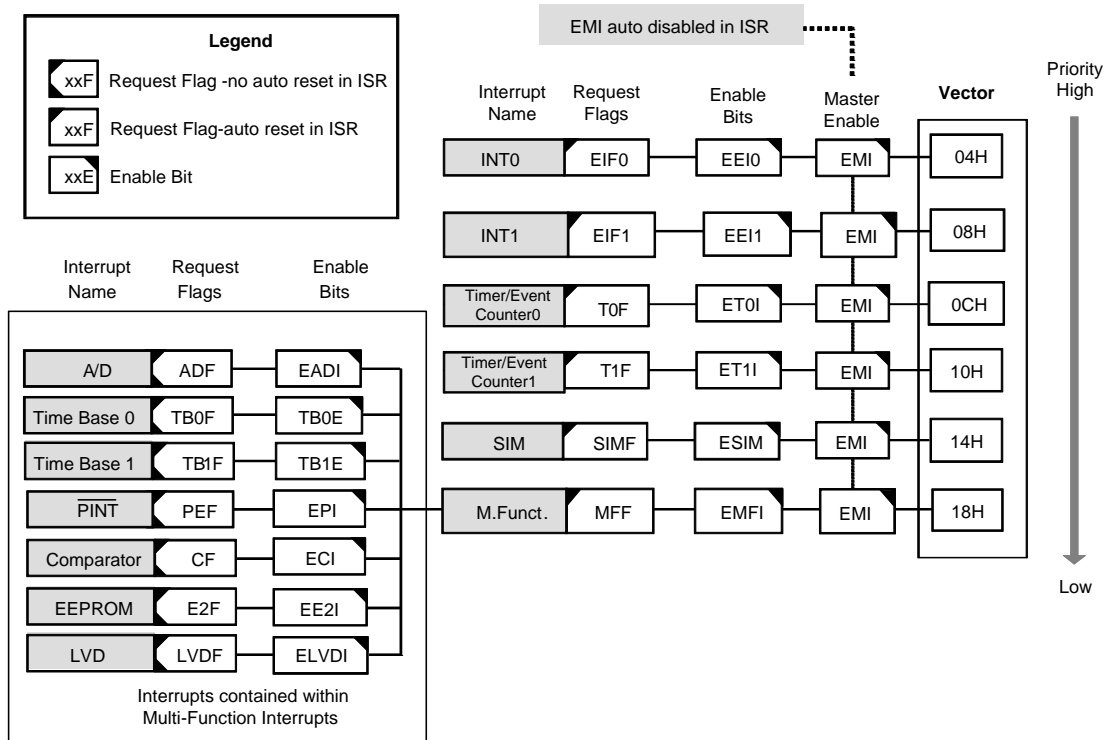 Legend
xxF Request Flag -no auto reset in ISR
xxF Request Flag-auto reset in ISR
xxE Enable Bit
EMI auto disabled in ISR
Interrupt Name
Request Flags
Enable Bits
Master Enable
Vector
Priority High
INT0 EIF0 EEI0 EMI 04H
INT1 EIF1 EEI1 EMI 08H
Timer/Event Counter0 T0F ET0I EMI 0CH
Timer/Event Counter1 T1F ET1I EMI 10H
SIM SIMF ESIM EMI 14H
M.Funct. MFF EMFI EMI 18H
Low
Interrupt Name
Request Flags
Enable Bits
A/D ADF EADI
Time Base 0 TB0F TB0E
Time Base 1 TB1F TB1E
PINT PEF EPI
Comparator CF ECI
EEPROM E2F EE2I
LVD LVDF ELVDI
Interrupts contained within
Multi-Function Interrupts